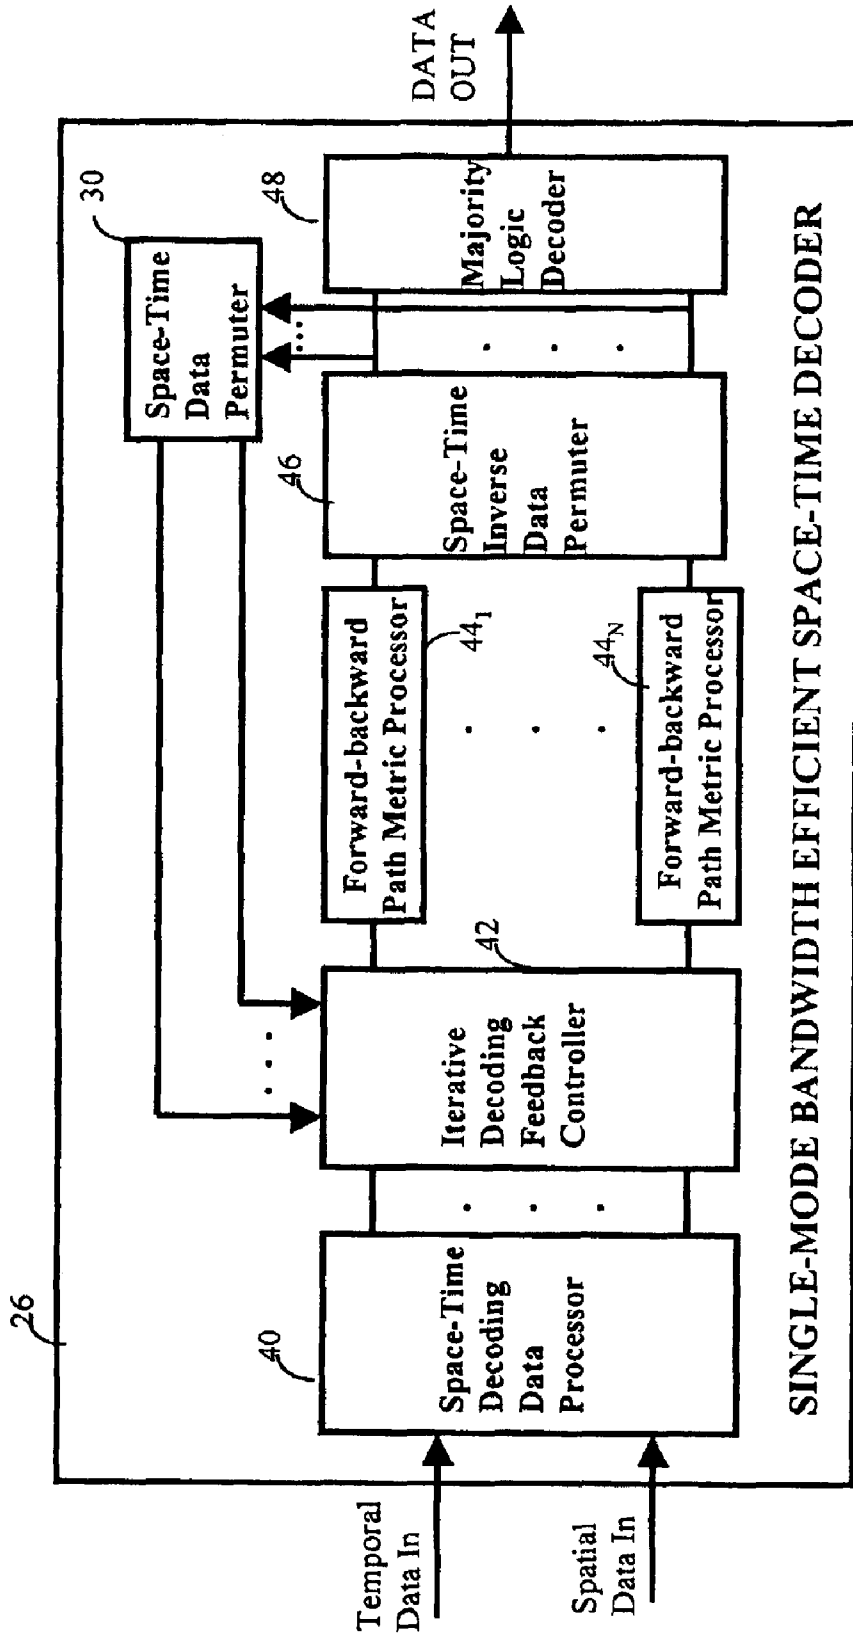 26
30
Space-Time
Data
Permuter
Temporal
Data In
Spatial
Data In
40
Space-Time
Decoding
Data
Processor
42
Iterative
Decoding
Feedback
Controller
Forward-backward
Path Metric Processor
44₁
44ₙ
Forward-backward
Path Metric Processor
46
Space-Time
Inverse
Data
Permuter
48
Majority
Logic
Decoder
DATA
OUT
SINGLE-MODE BANDWIDTH EFFICIENT SPACE-TIME DECODER